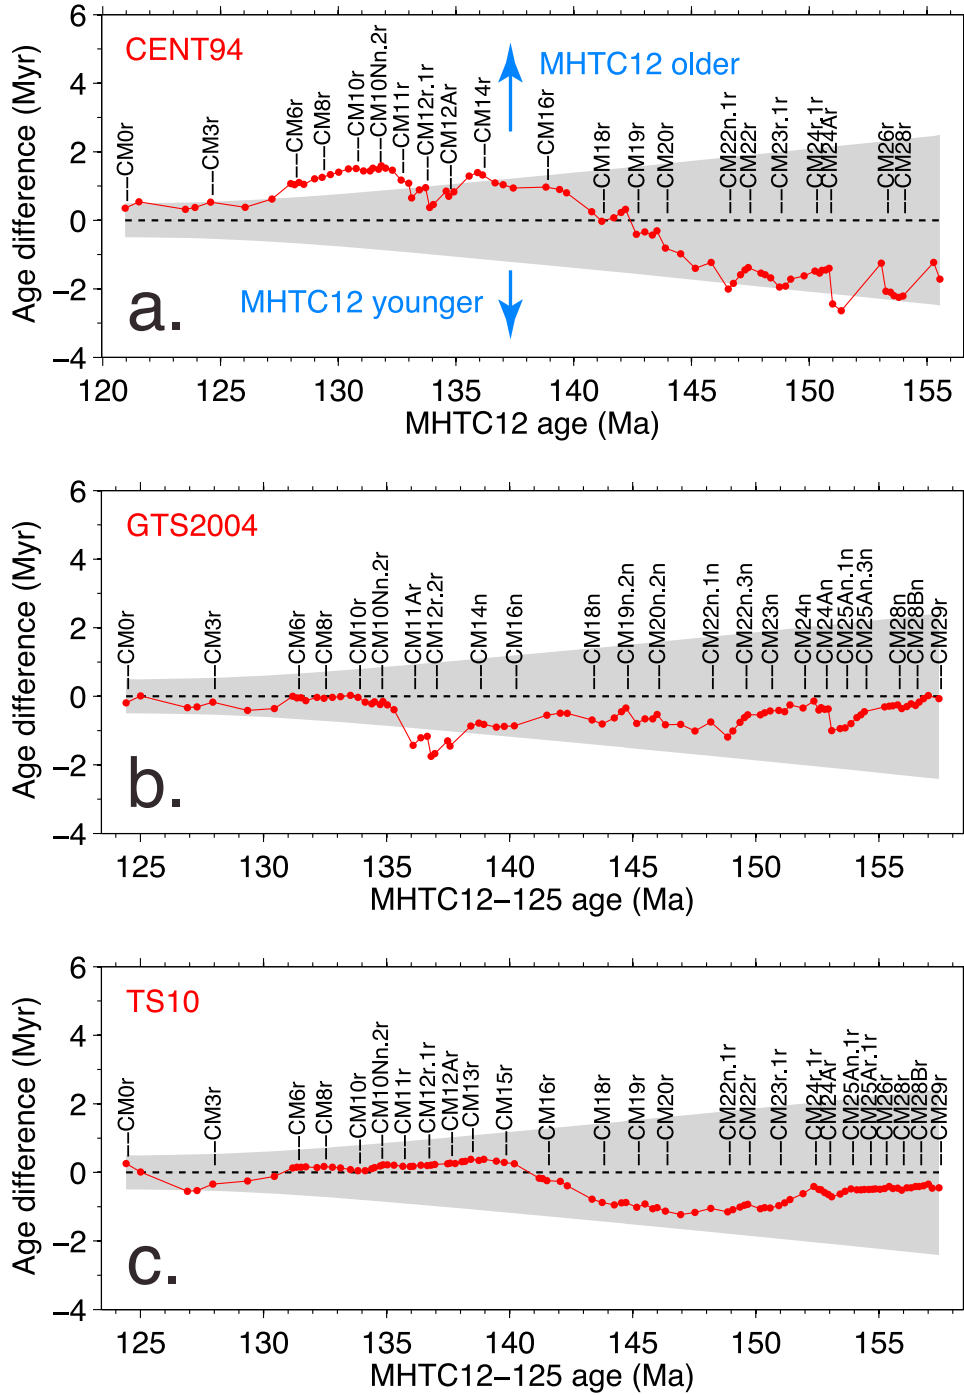 6
4
2
0
−2
−4
Age difference (Myr)
CENT94
MHTC12 older
MHTC12 younger
a.
CM0r
CM3r
CM6r
CM8r
CM10r
CM10Nn.2r
CM11r
CM12r.1r
CM12Ar
CM14r
CM16r
CM18r
CM19r
CM20r
CM22n.1r
CM22r
CM23r.1r
CM24r.1r
CM24Ar
CM26r
CM28r
120 125 130 135 140 145 150 155
MHTC12 age (Ma)
6
4
2
0
−2
−4
Age difference (Myr)
GTS2004
b.
CM0r
CM3r
CM6r
CM8r
CM10r
CM10Nn.2r
CM11Ar
CM12r.2r
CM14n
CM16n
CM18n
CM19n.2n
CM20n.2n
CM22n.1n
CM22n.3n
CM23n
CM24n
CM24An
CM25An.1n
CM25An.3n
CM28n
CM28Bn
CM29r
125 130 135 140 145 150 155
MHTC12−125 age (Ma)
6
4
2
0
−2
−4
Age difference (Myr)
TS10
c.
CM0r
CM3r
CM6r
CM8r
CM10r
CM10Nn.2r
CM11r
CM12r.1r
CM12Ar
CM13r
CM15r
CM16r
CM18r
CM19r
CM20r
CM22n.1r
CM22r
CM23r.1r
CM24r.1r
CM24Ar
CM25An.1r
CM25Ar.1r
CM26r
CM28r
CM28Br
CM29r
125 130 135 140 145 150 155
MHTC12−125 age (Ma)